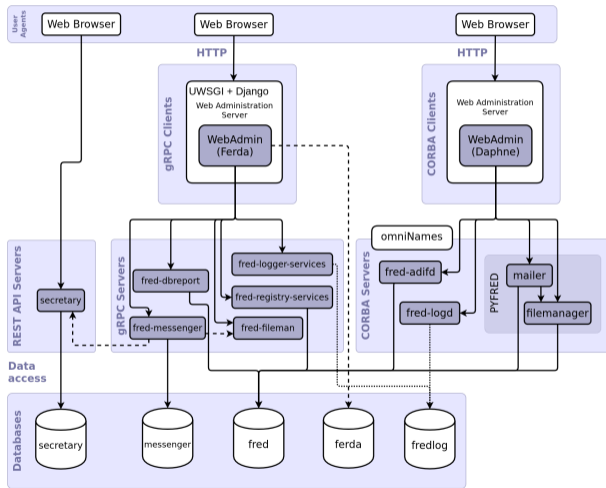 User
Agents
Web Browser
Web Browser
Web Browser
HTTP
HTTP
gRPC Clients
UWSGI + Django
Web Administration
Server
WebAdmin
(Ferda)
CORBA Clients
Web Administration
Server
WebAdmin
(Daphne)
omniNames
REST API Servers
secretary
gRPC Servers
fred-dbreport
fred-messenger
fred-logger-services
fred-registry-services
fred-fileman
CORBA Servers
fred-adifd
fred-logd
PYFRED
mailer
filemanager
Data
access
Databases
secretary
messenger
fred
ferda
fredlog